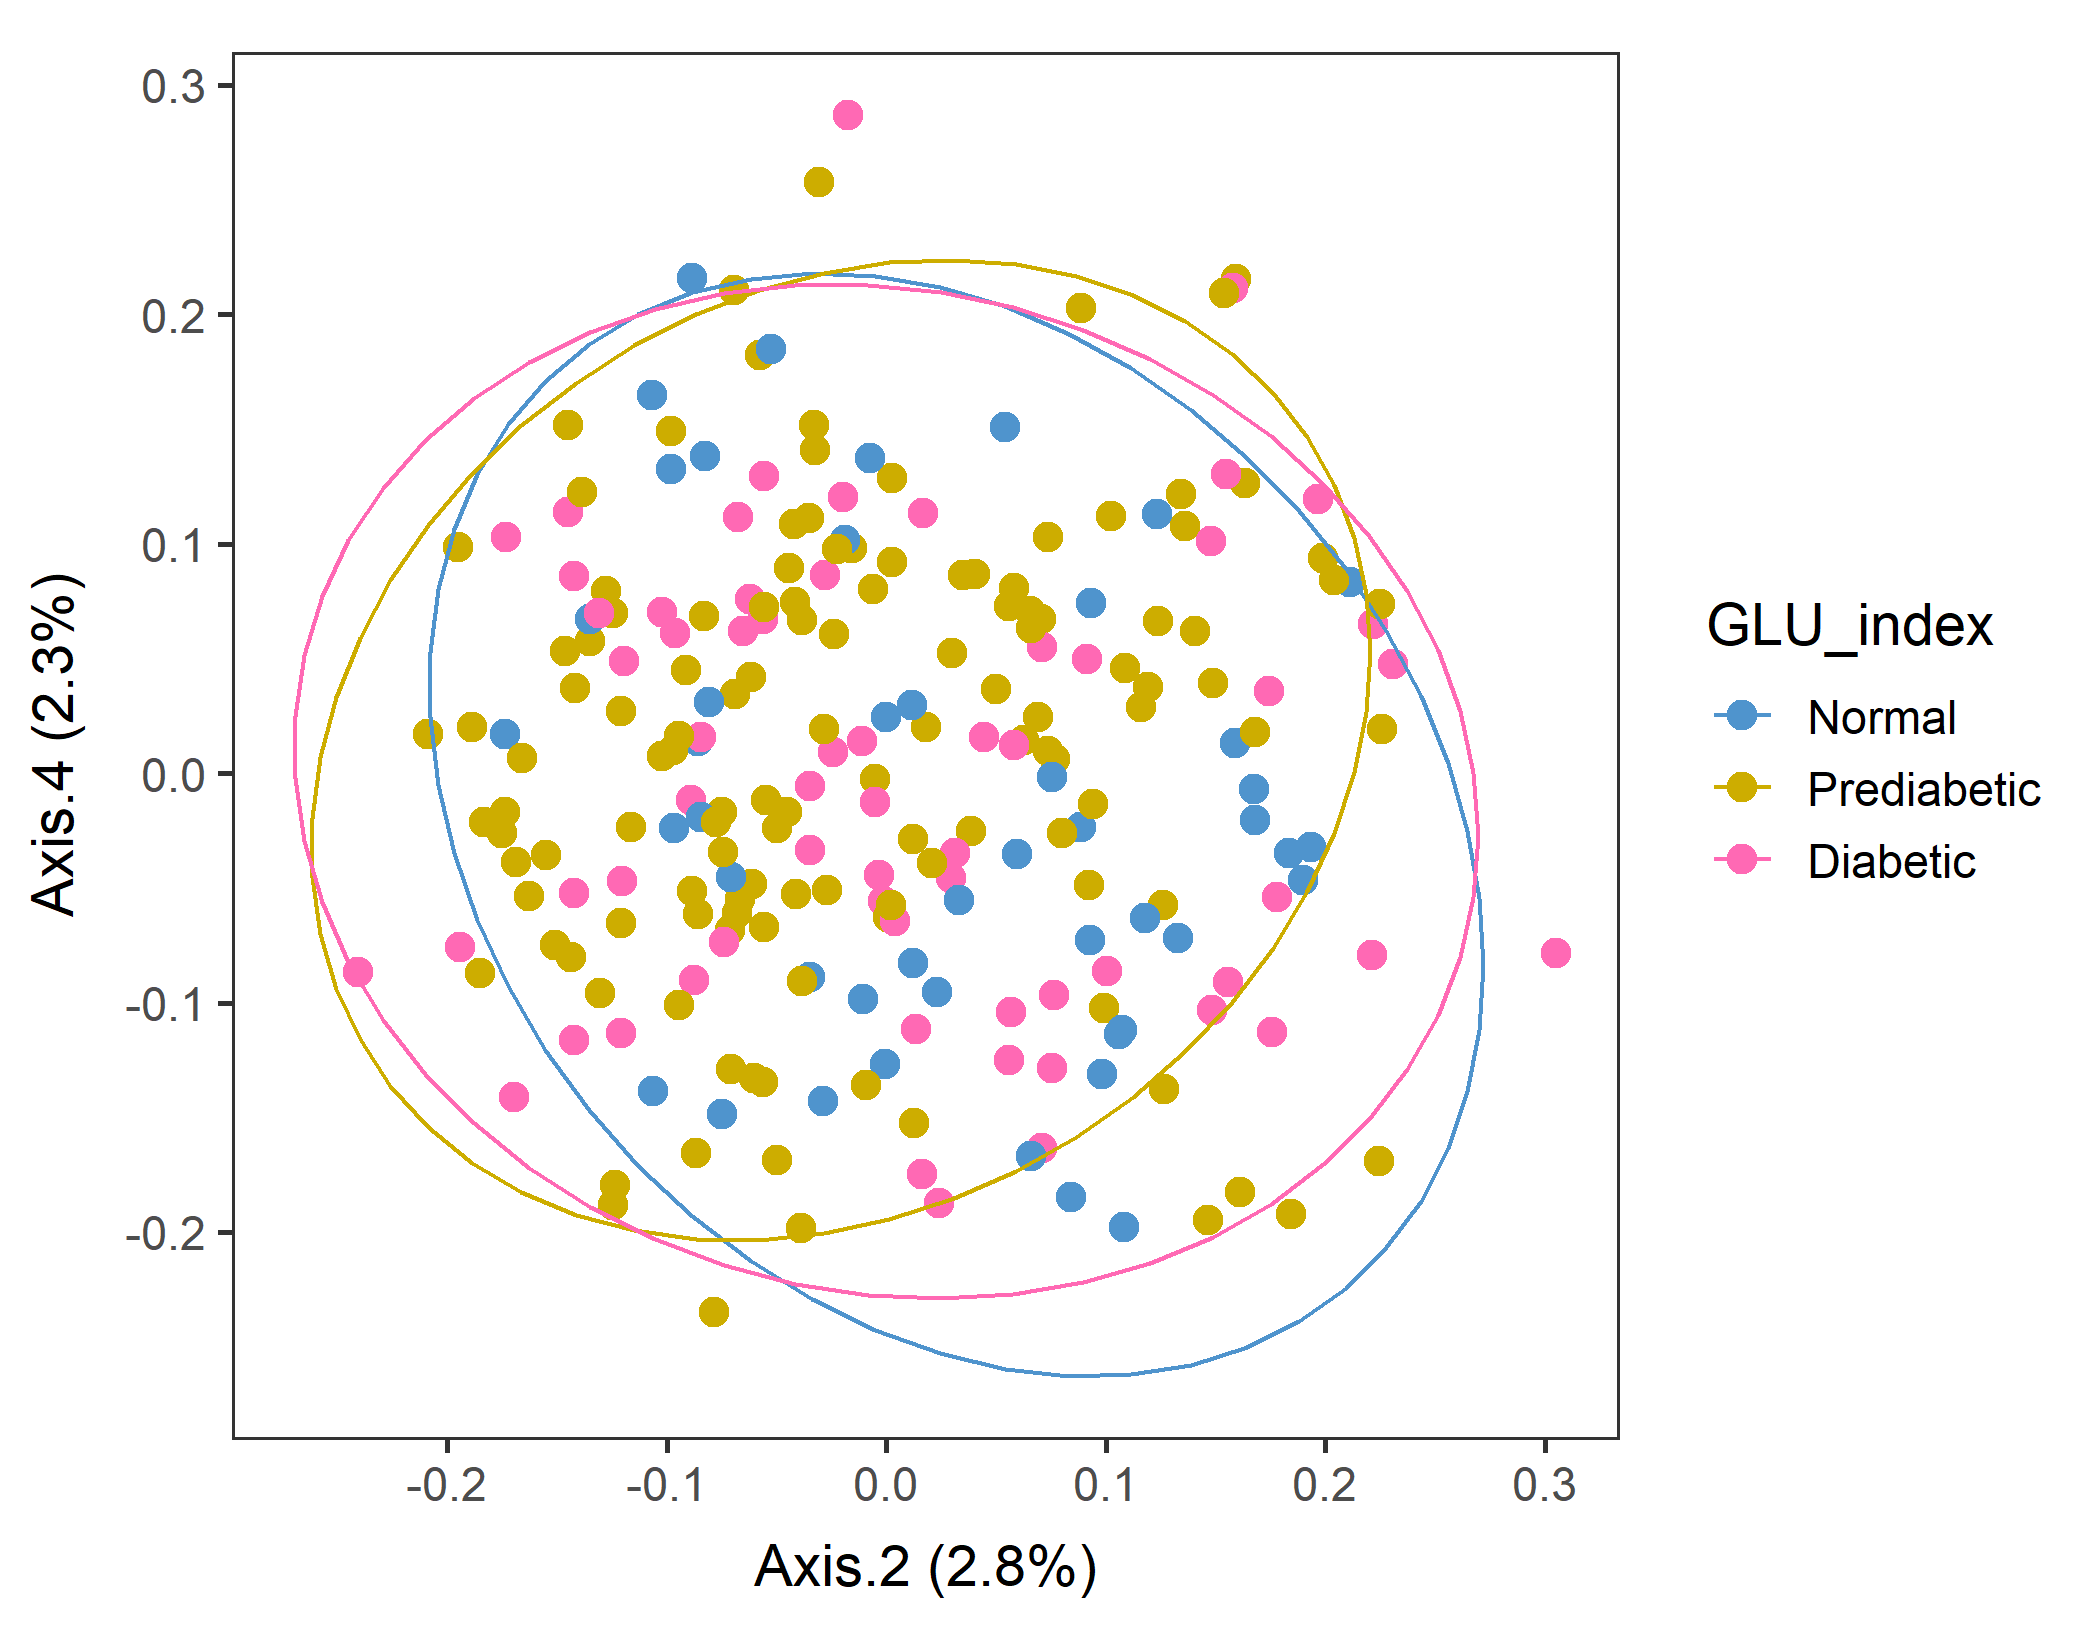 0.3
0.2
0.1
0.0
-0.1
-0.2
Axis.4 (2.3%)
-0.2 -0.1 0.0 0.1 0.2 0.3
Axis.2 (2.8%)
GLU_index
Normal
Prediabetic
Diabetic